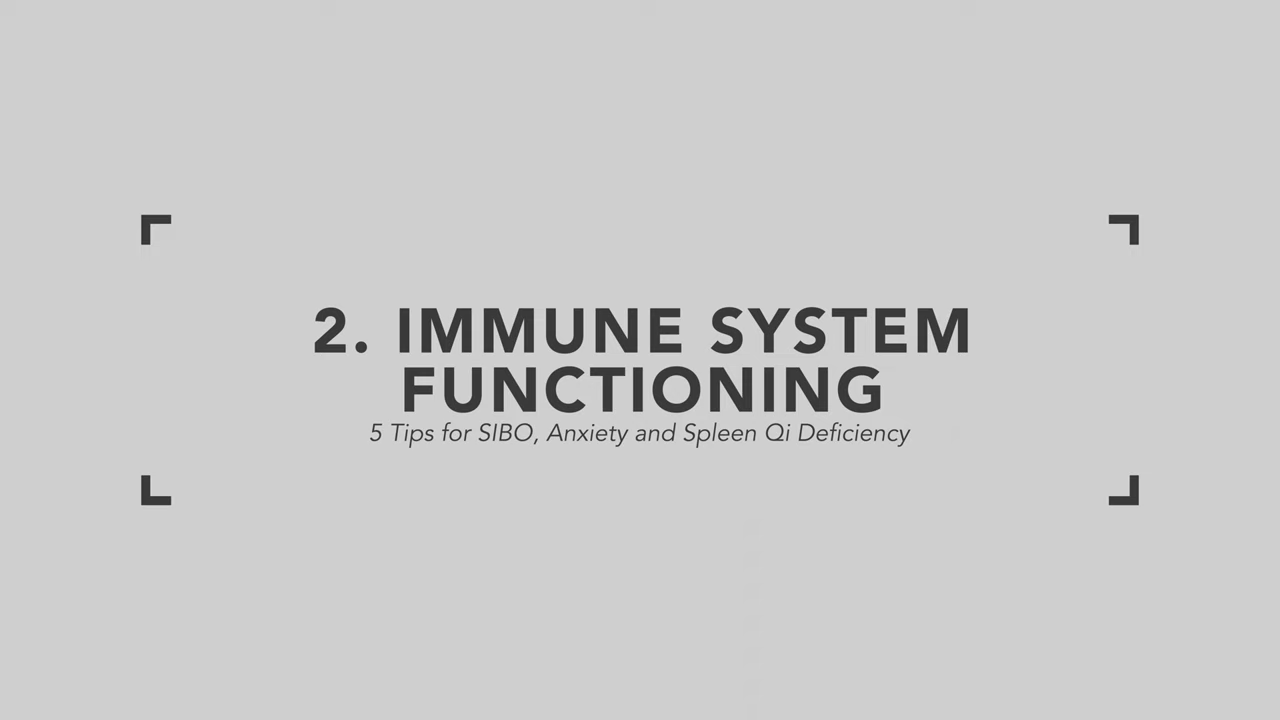 2. IMMUNE SYSTEM
FUNCTIONING
5 Tips for SIBO, Anxiety and Spleen Qi Deficiency